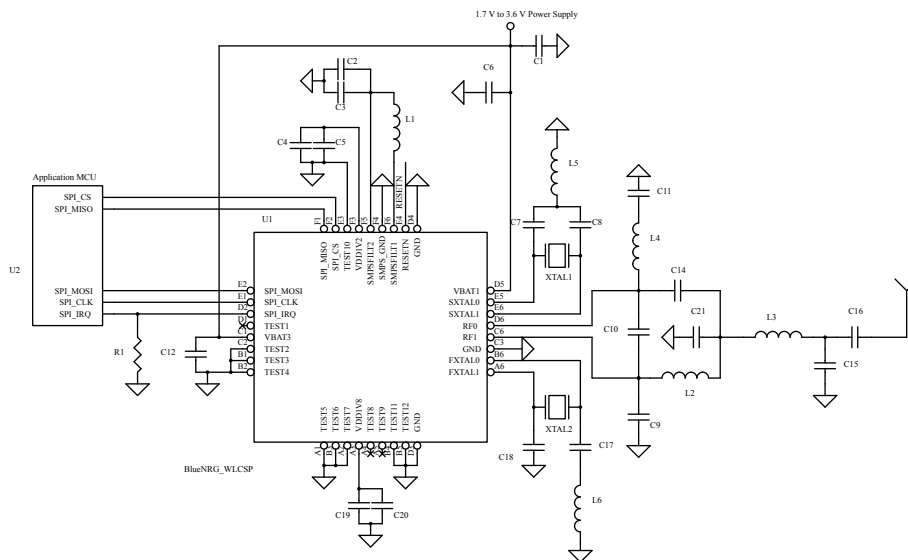 1.7 V to 3.6 V Power Supply
C1
C2
C6
C3
L1
C4
C5
L5
Application MCU
SPI_CS
SPI_MISO
RESETN
C11
U1
F1
F2
E3
F3
F5
F4
F6
E4
D4
C7
C8
L4
SPI_MISO
SPI_CS
TEST10
VDD1V2
SMPSFILT2
SMPS_GND
SMPSFILT1
RESETN
GND
XTAL1
U2
C14
SPI_MOSI
SPI_CLK
SPI_IRQ
E2
E1
D2
D1
C1
C2
B1
B2
SPI_MOSI
SPI_CLK
SPI_IRQ
TEST1
VBAT3
TEST2
TEST3
TEST4
VBAT1
SXTAL0
SXTAL1
RF0
RF1
GND
FXTAL0
FXTAL1
D5
E5
E6
D6
C6
C3
B6
A6
C10
C21
L3
C16
R1
C12
C15
L2
XTAL2
C9
TEST5
TEST6
TEST7
VDD1V8
TEST8
TEST9
TEST11
TEST12
GND
A1
C18
C17
BlueNRG_WLCSP
C19
C20
L6